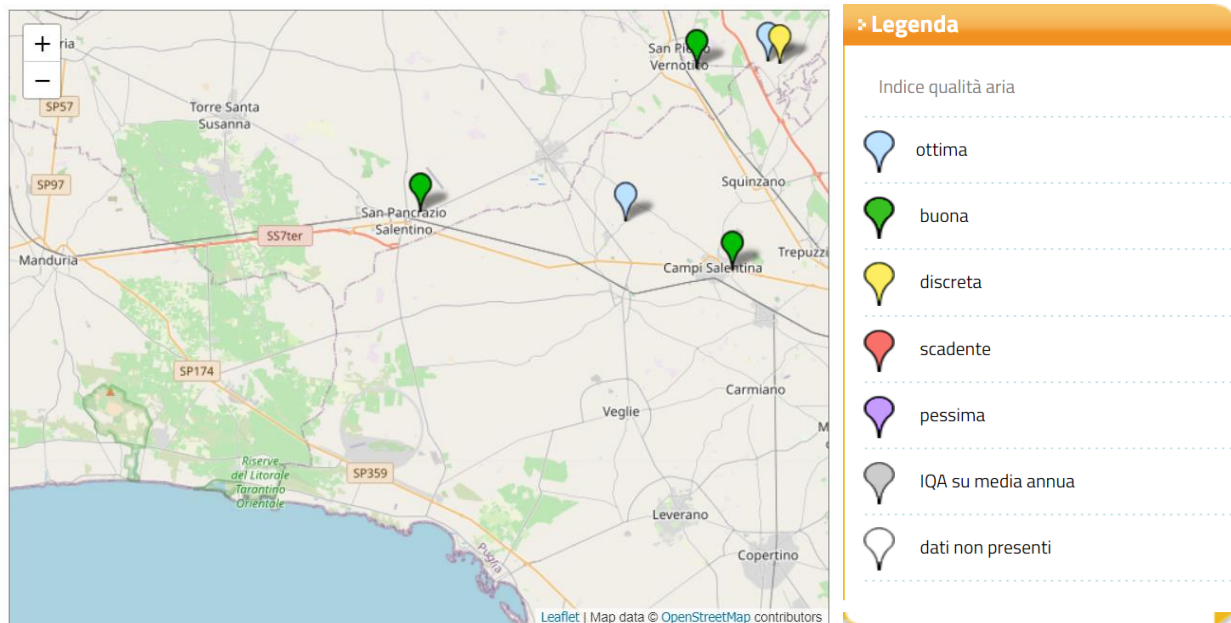 +
−
ria
SP57
Torre Santa
Susanna
San Pietro
Vernotico
SP97
Squinzano
San Pancrazio
Salentino
SS7ter
Manduria
Trepuzzi
Campi Salentina
SP174
Carmiano
Veglie
M
Riserve
del Litorale
Tarantino
Orientale
SP359
Leverano
Puglia
Copertino
Leaflet | Map data © OpenStreetMap contributors
Legenda
Indice qualità aria
ottima
buona
discreta
scadente
pessima
IQA su media annua
dati non presenti